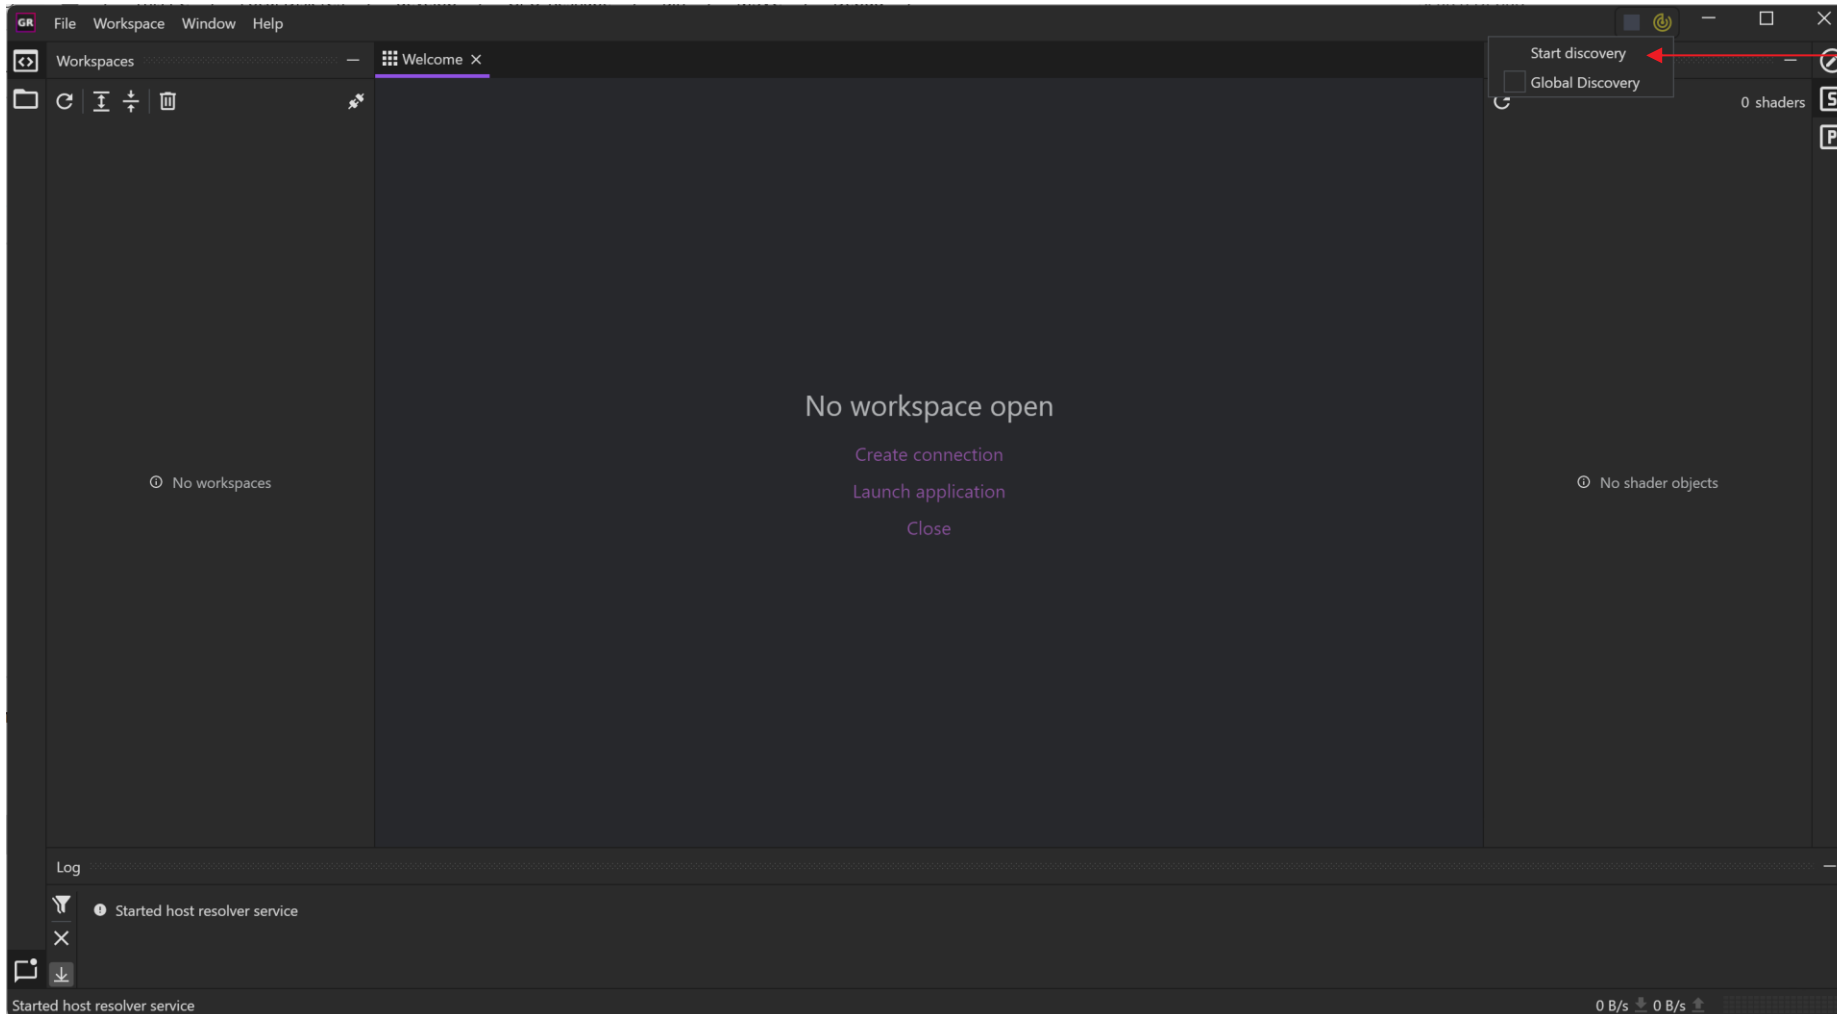 GR File Workspace Window Help
Start discovery
Global Discovery
Workspaces
Welcome
0 shaders
S
P
No workspace open
Create connection
Launch application
Close
No workspaces
No shader objects
Log
Started host resolver service
Started host resolver service
0 B/s 0 B/s